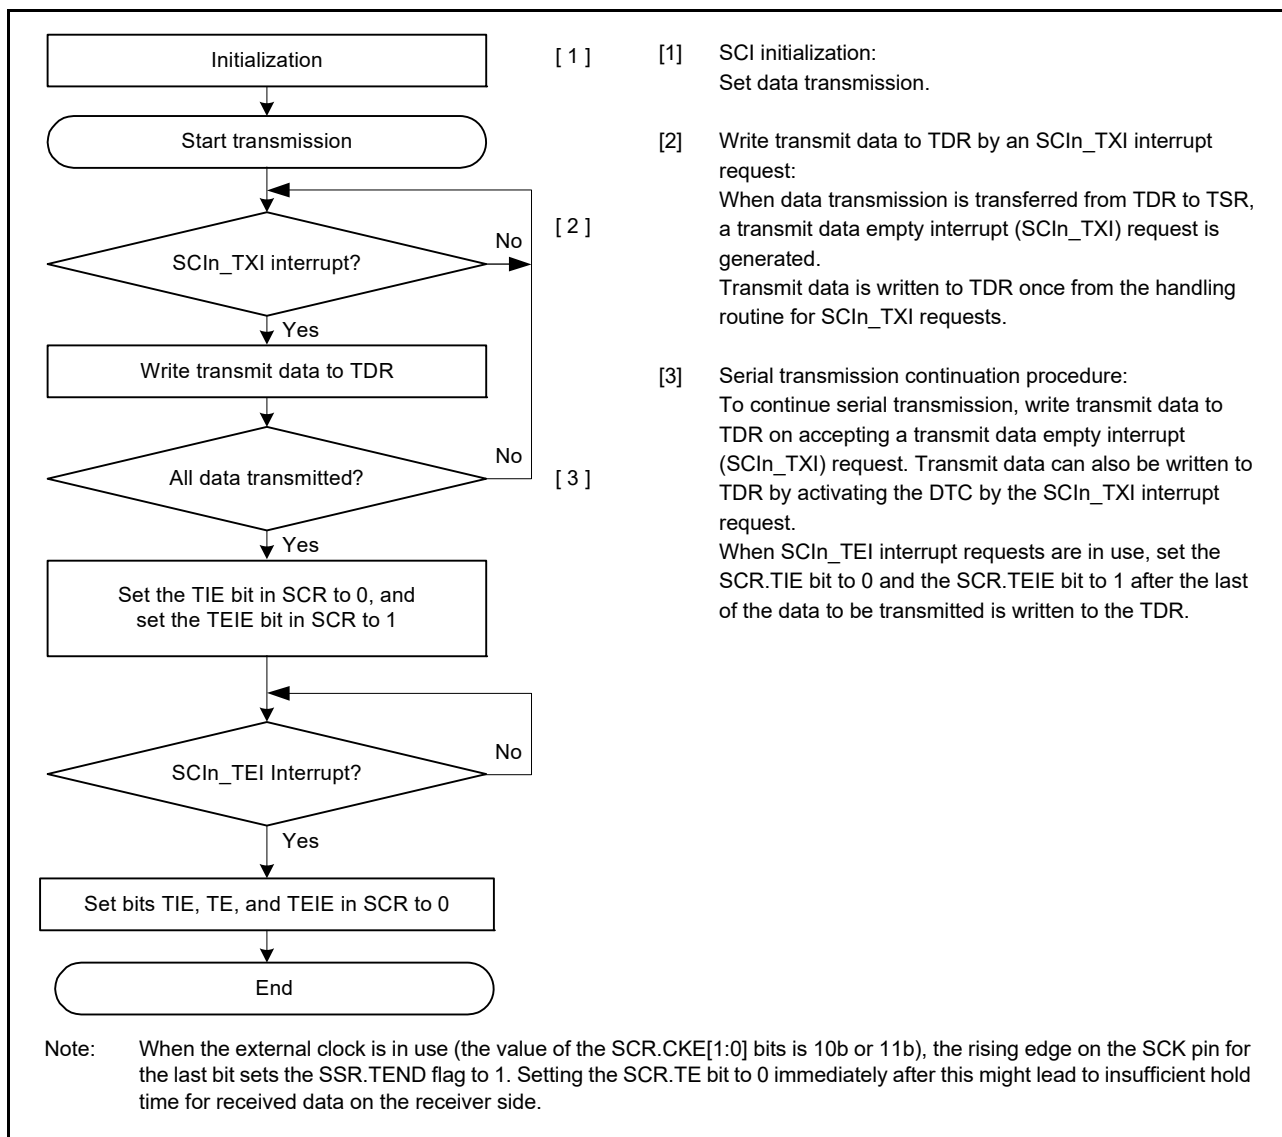 Initialization
[ 1 ]
Start transmission
[ 2 ]
SCIn_TXI interrupt?
No
Yes
Write transmit data to TDR
All data transmitted?
No
[ 3 ]
Yes
Set the TIE bit in SCR to 0, and
set the TEIE bit in SCR to 1
SCIn_TEI Interrupt?
No
Yes
Set bits TIE, TE, and TEIE in SCR to 0
End
[1] SCI initialization:
Set data transmission.
[2] Write transmit data to TDR by an SCIn_TXI interrupt
request:
When data transmission is transferred from TDR to TSR,
a transmit data empty interrupt (SCIn_TXI) request is
generated.
Transmit data is written to TDR once from the handling
routine for SCIn_TXI requests.
[3] Serial transmission continuation procedure:
To continue serial transmission, write transmit data to
TDR on accepting a transmit data empty interrupt
(SCIn_TXI) request. Transmit data can also be written to
TDR by activating the DTC by the SCIn_TXI interrupt
request.
When SCIn_TEI interrupt requests are in use, set the
SCR.TIE bit to 0 and the SCR.TEIE bit to 1 after the last
of the data to be transmitted is written to the TDR.
Note: When the external clock is in use (the value of the SCR.CKE[1:0] bits is 10b or 11b), the rising edge on the SCK pin for
the last bit sets the SSR.TEND flag to 1. Setting the SCR.TE bit to 0 immediately after this might lead to insufficient hold
time for received data on the receiver side.